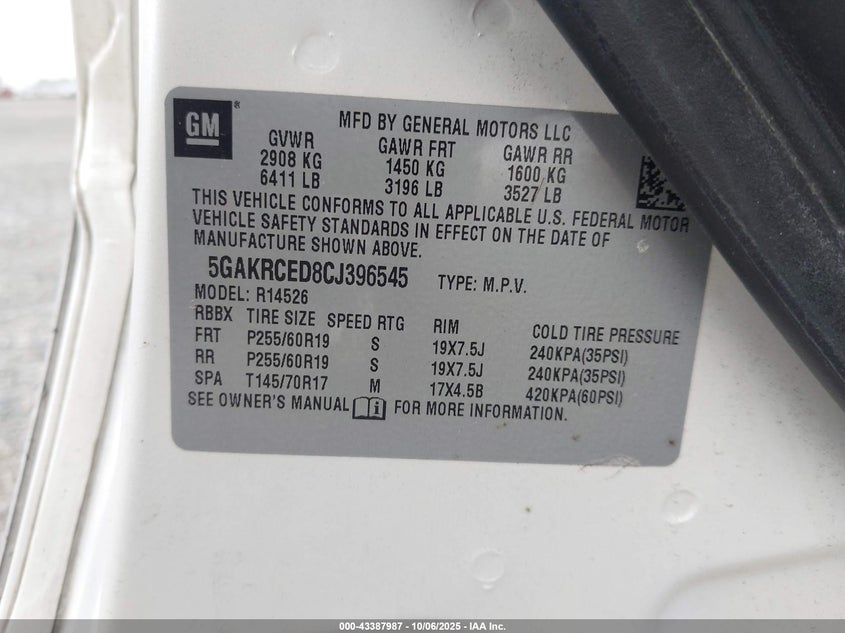 GM ®
MFD BY GENERAL MOTORS LLC
GVWR GAWR FRT GAWR RR
2908 KG 1450 KG 1600 KG
6411 LB 3196 LB 3527 LB
THIS VEHICLE CONFORMS TO ALL APPLICABLE U.S. FEDERAL MOTOR
VEHICLE SAFETY STANDARDS IN EFFECT ON THE DATE OF
MANUFACTURE SHOWN ABOVE.
5GAKRCED8CJ396545 TYPE: M.P.V.
MODEL: R14526
RBBX TIRE SIZE SPEED RTG RIM COLD TIRE PRESSURE
FRT P255/60R19 S 19X7.5J 240KPA(35PSI)
RR P255/60R19 S 19X7.5J 240KPA(35PSI)
SPA T145/70R17 M 17X4.5B 420KPA(60PSI)
SEE OWNER'S MANUAL i FOR MORE INFORMATION.
000-43387987 - 10/06/2025 - IAA Inc.